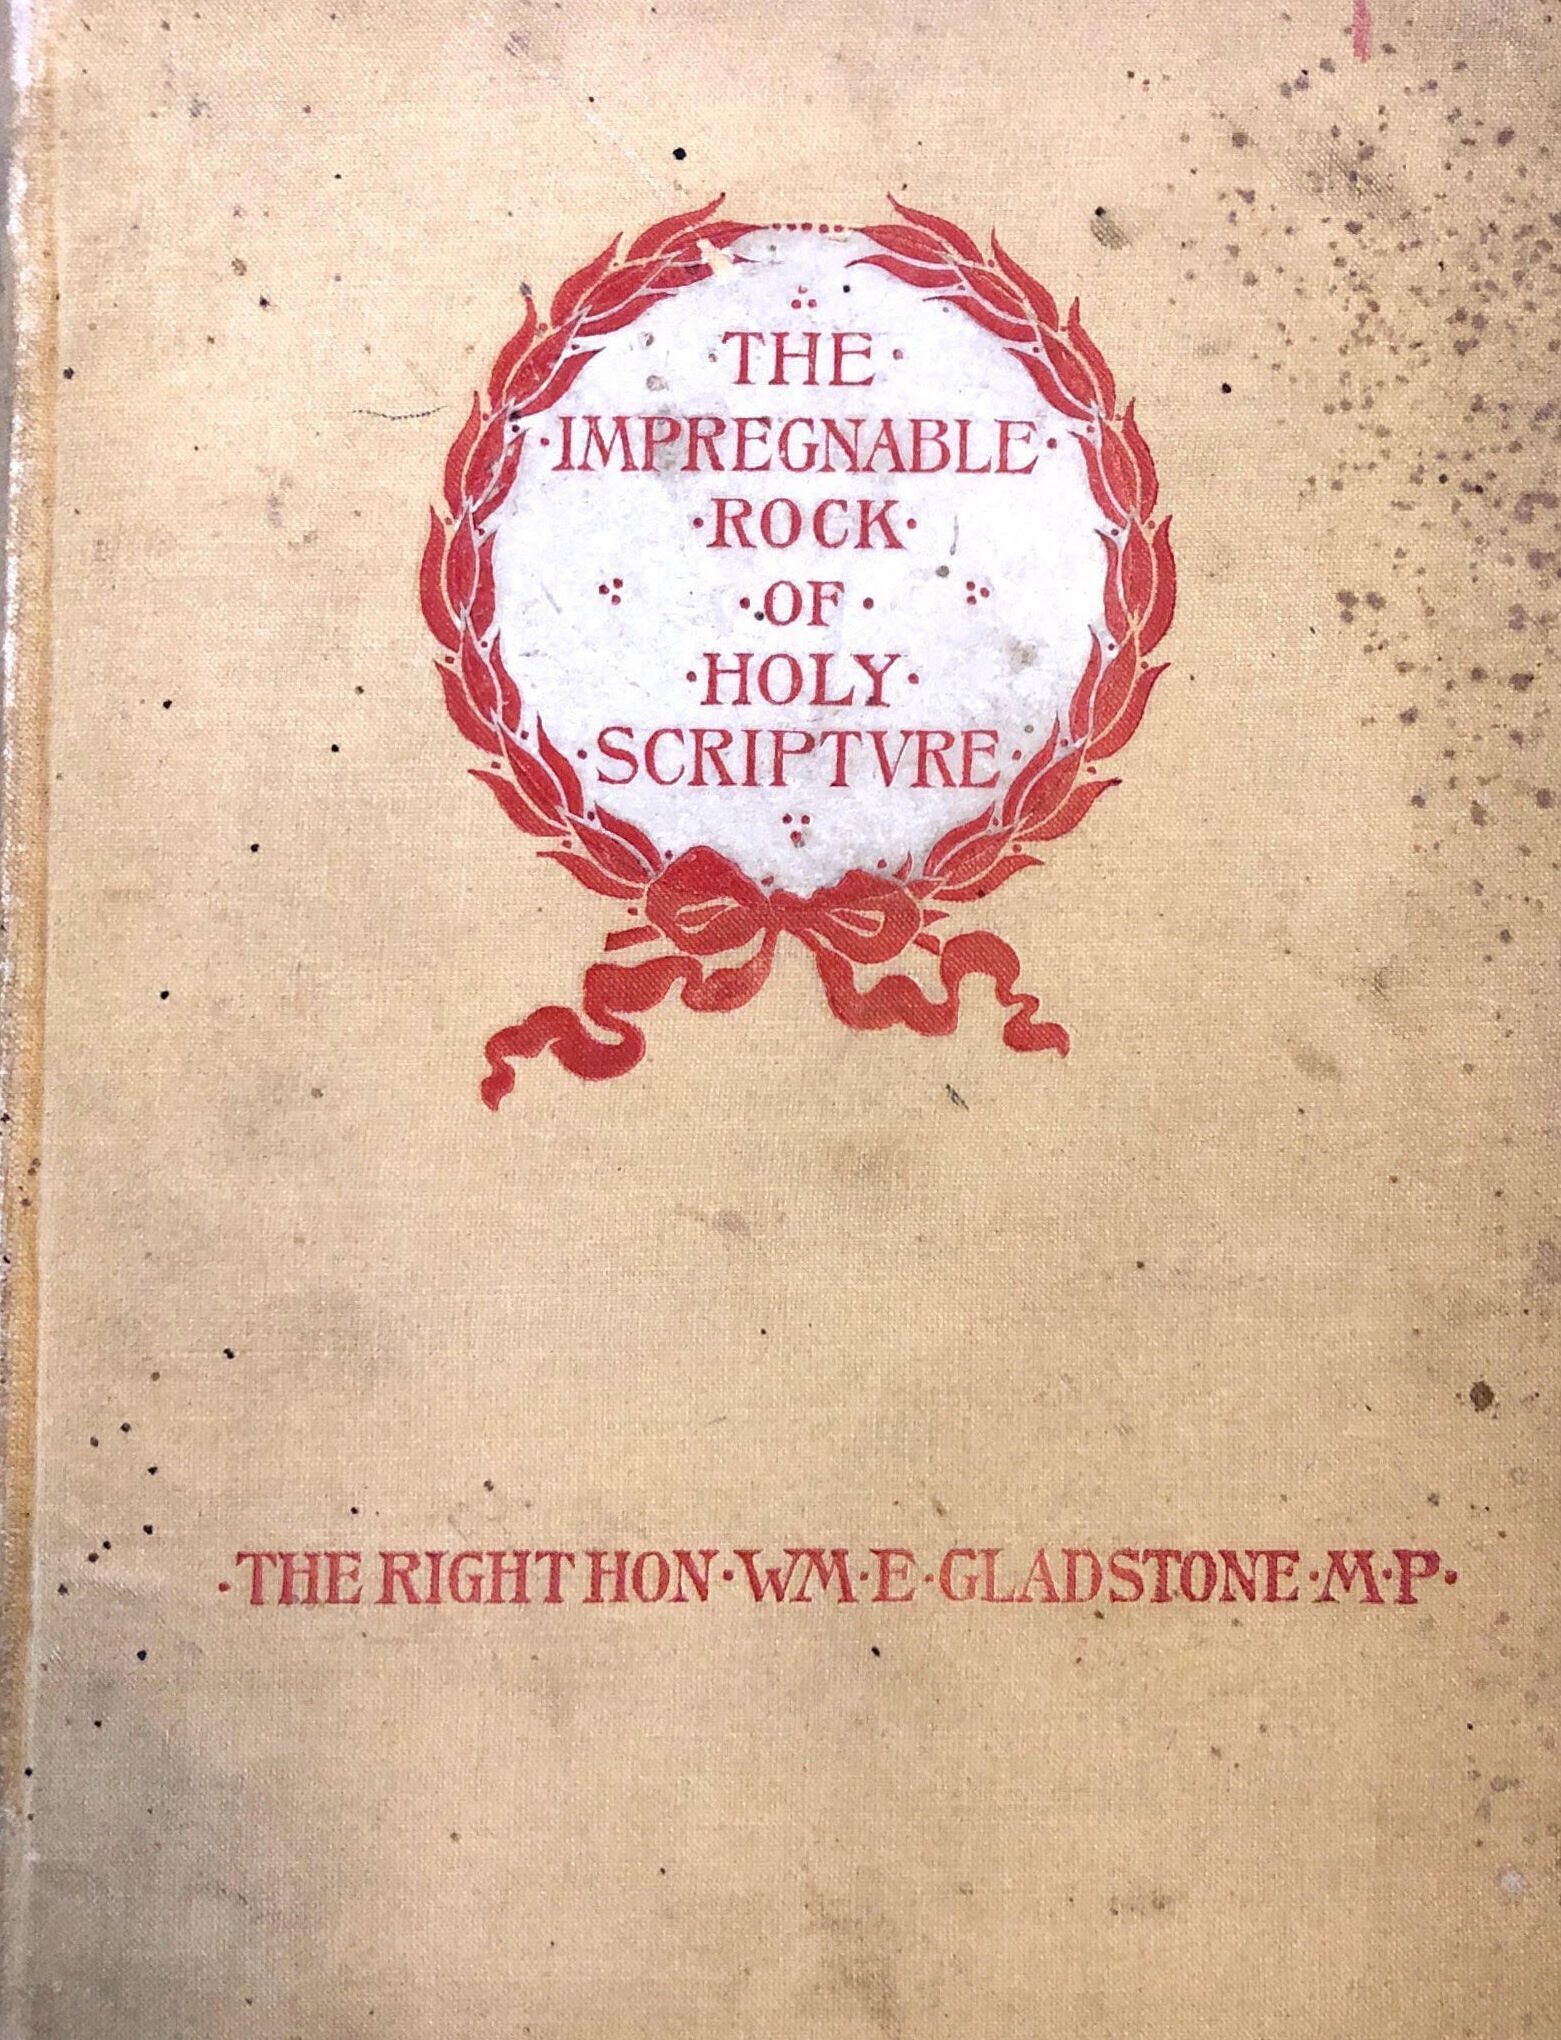 ·THE·
·IMPREGNABLE·
·ROCK·
·OF·
·HOLY·
·SCRIPTVRE·
·THE RIGHT HON·WM·E·GLADSTONE·M·P·